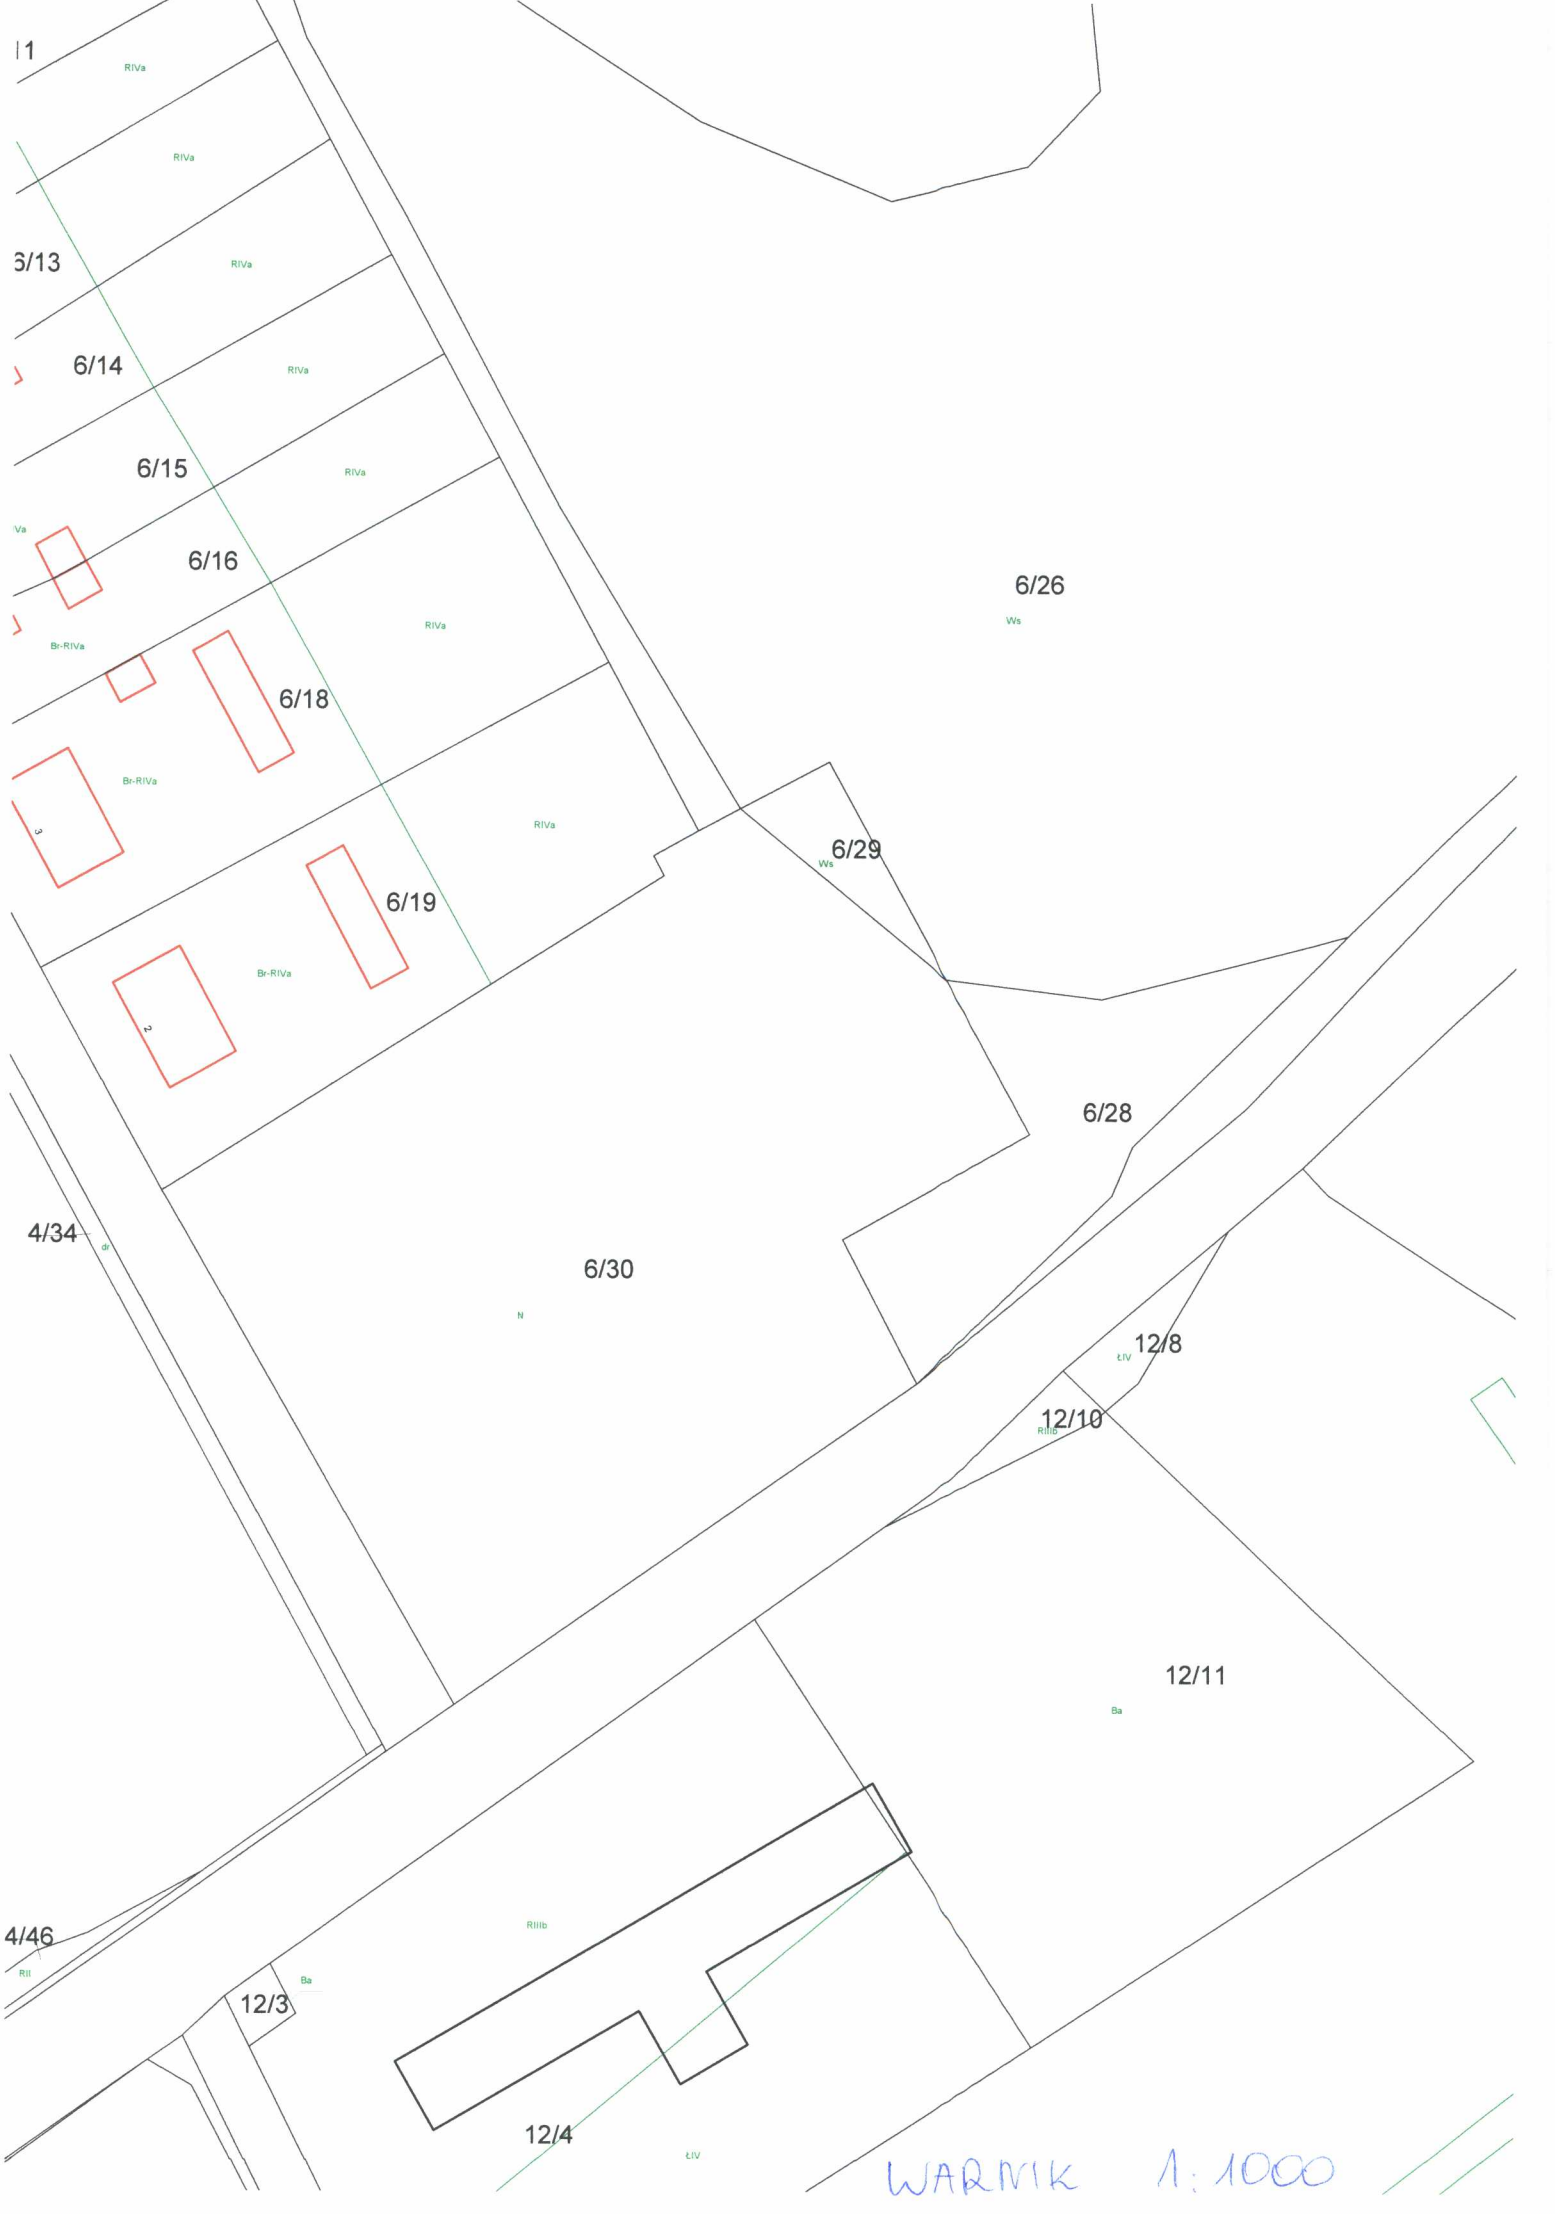 1
RIVa
RIVa
6/13
RIVa
6/14
RIVa
6/15
RIVa
Va
6/16
6/26
Ws
RIVa
Br-RIVa
6/18
Br-RIVa
RIVa
3
6/29
Ws
6/19
Br-RIVa
2
6/28
4/34
dr
6/30
N
12/8
ŁIV
12/10
RIIIb
12/11
Ba
RIIIb
4/46
RII
Ba
12/3
12/4
ŁIV
WARNIK 1:1000